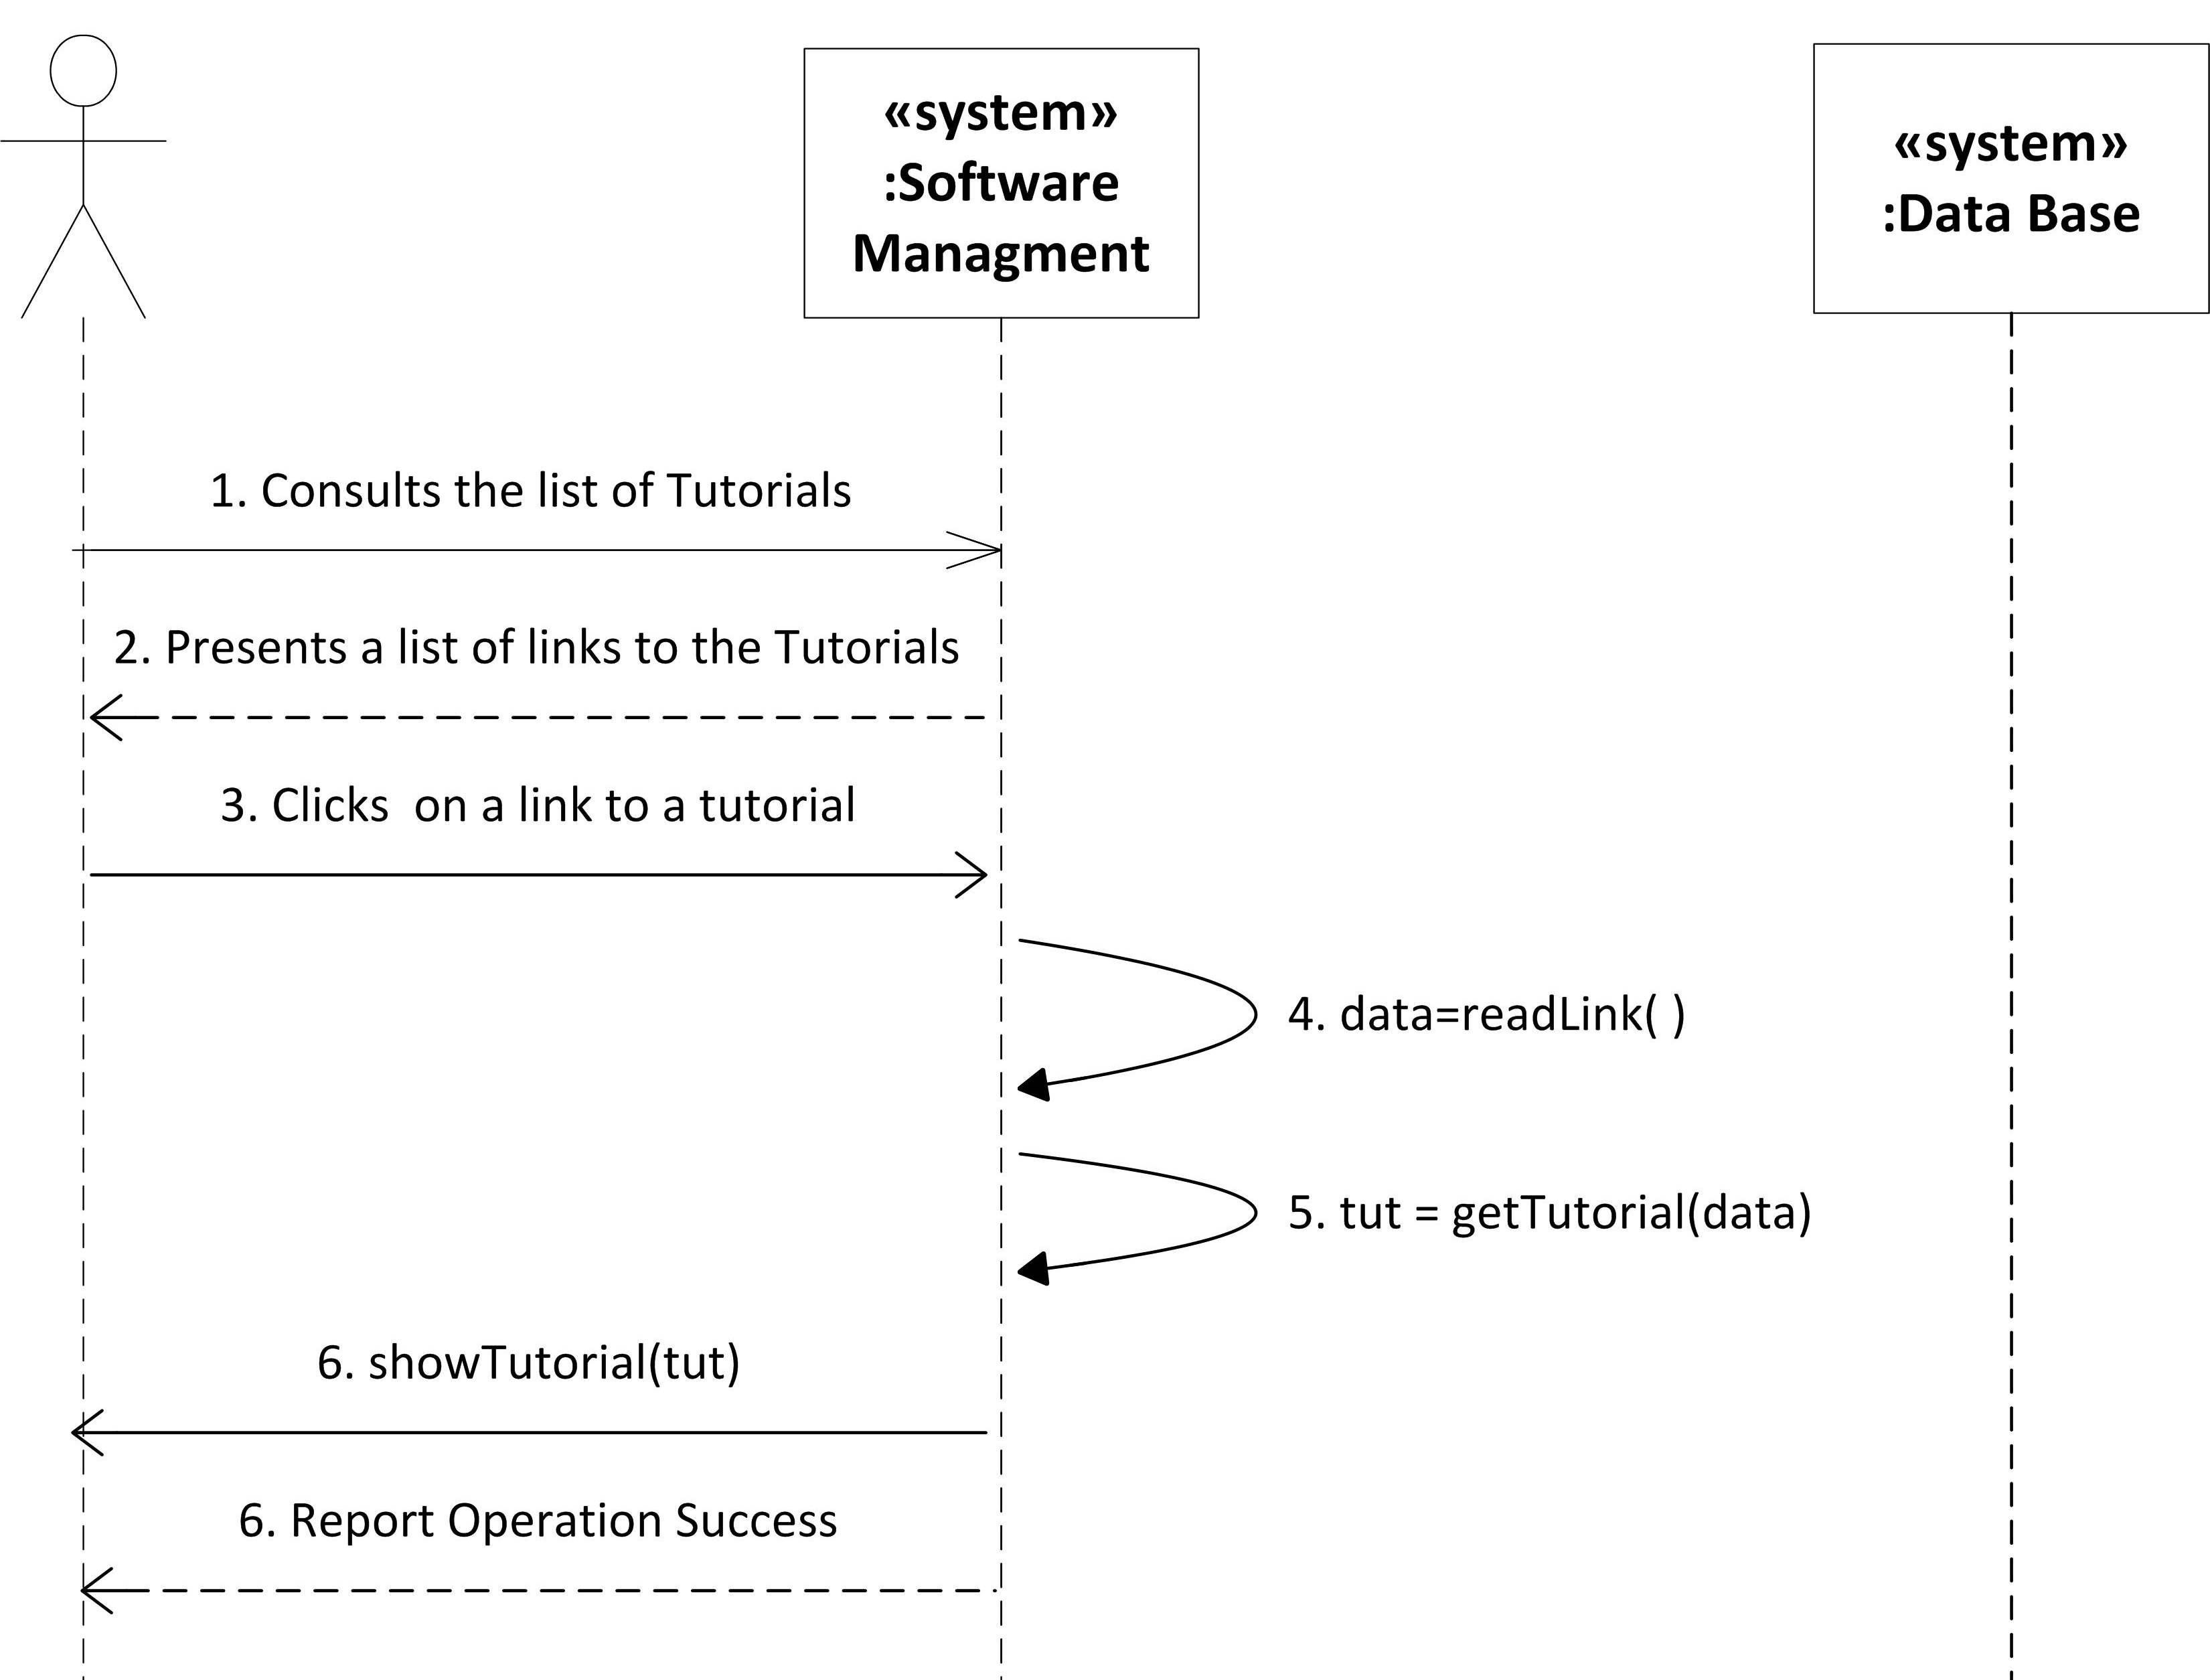 «system»
:Software
Managment
«system»
:Data Base
1. Consults the list of Tutorials
2. Presents a list of links to the Tutorials
3. Clicks  on a link to a tutorial
4. data=readLink( )
5. tut = getTutorial(data)
6. showTutorial(tut)
6. Report Operation Success